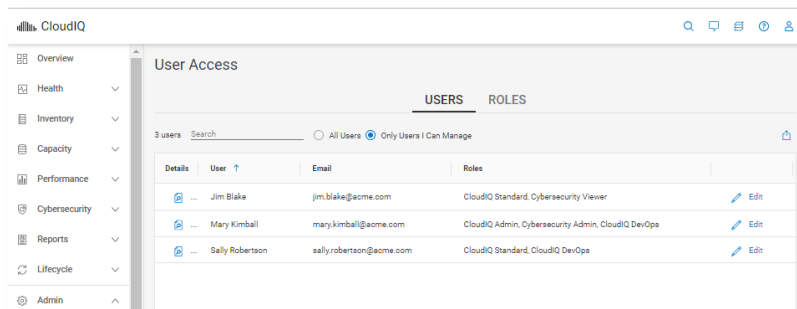 CloudIQ
Overview
Health
Inventory
Capacity
Performance
Cybersecurity
Reports
Lifecycle
Admin
User Access
USERS ROLES
3 users Search All Users Only Users I Can Manage
Details User ↑ Email Roles
... Jim Blake jim.blake@acme.com CloudIQ Standard, Cybersecurity Viewer Edit
... Mary Kimball mary.kimball@acme.com CloudIQ Admin, Cybersecurity Admin, CloudIQ DevOps Edit
... Sally Robertson sally.robertson@acme.com CloudIQ Standard, CloudIQ DevOps Edit